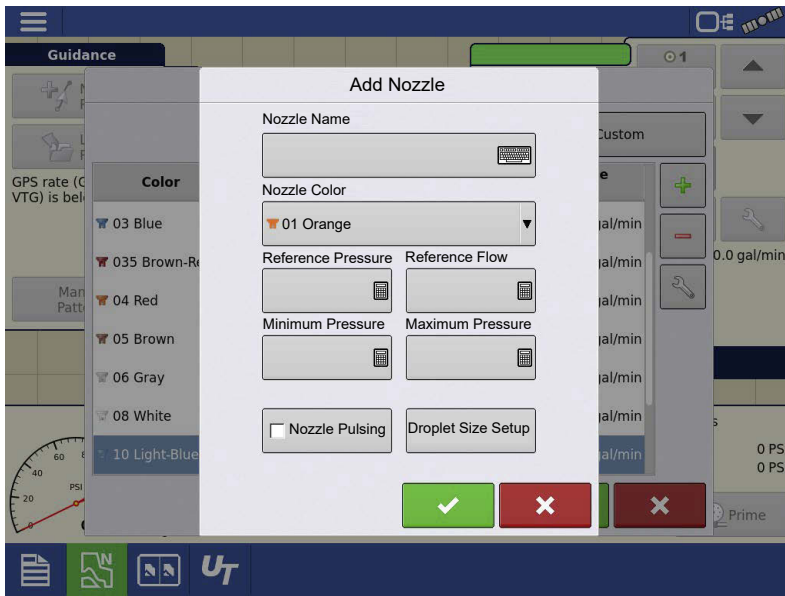 Guidance
1
Add Nozzle
Nozzle Name
Custom
GPS rate (
VTG) is bel
Color
Nozzle Color
03 Blue
01 Orange
gal/min
035 Brown-Re
Reference Pressure
Reference Flow
gal/min
0.0 gal/min
Man
Patt
04 Red
gal/min
Minimum Pressure
Maximum Pressure
05 Brown
gal/min
06 Gray
gal/min
08 White
gal/min
Nozzle Pulsing
Droplet Size Setup
10 Light-Blue
gal/min
60
40
20
0
PSI
0 PS
0 PS
Prime
N
UT